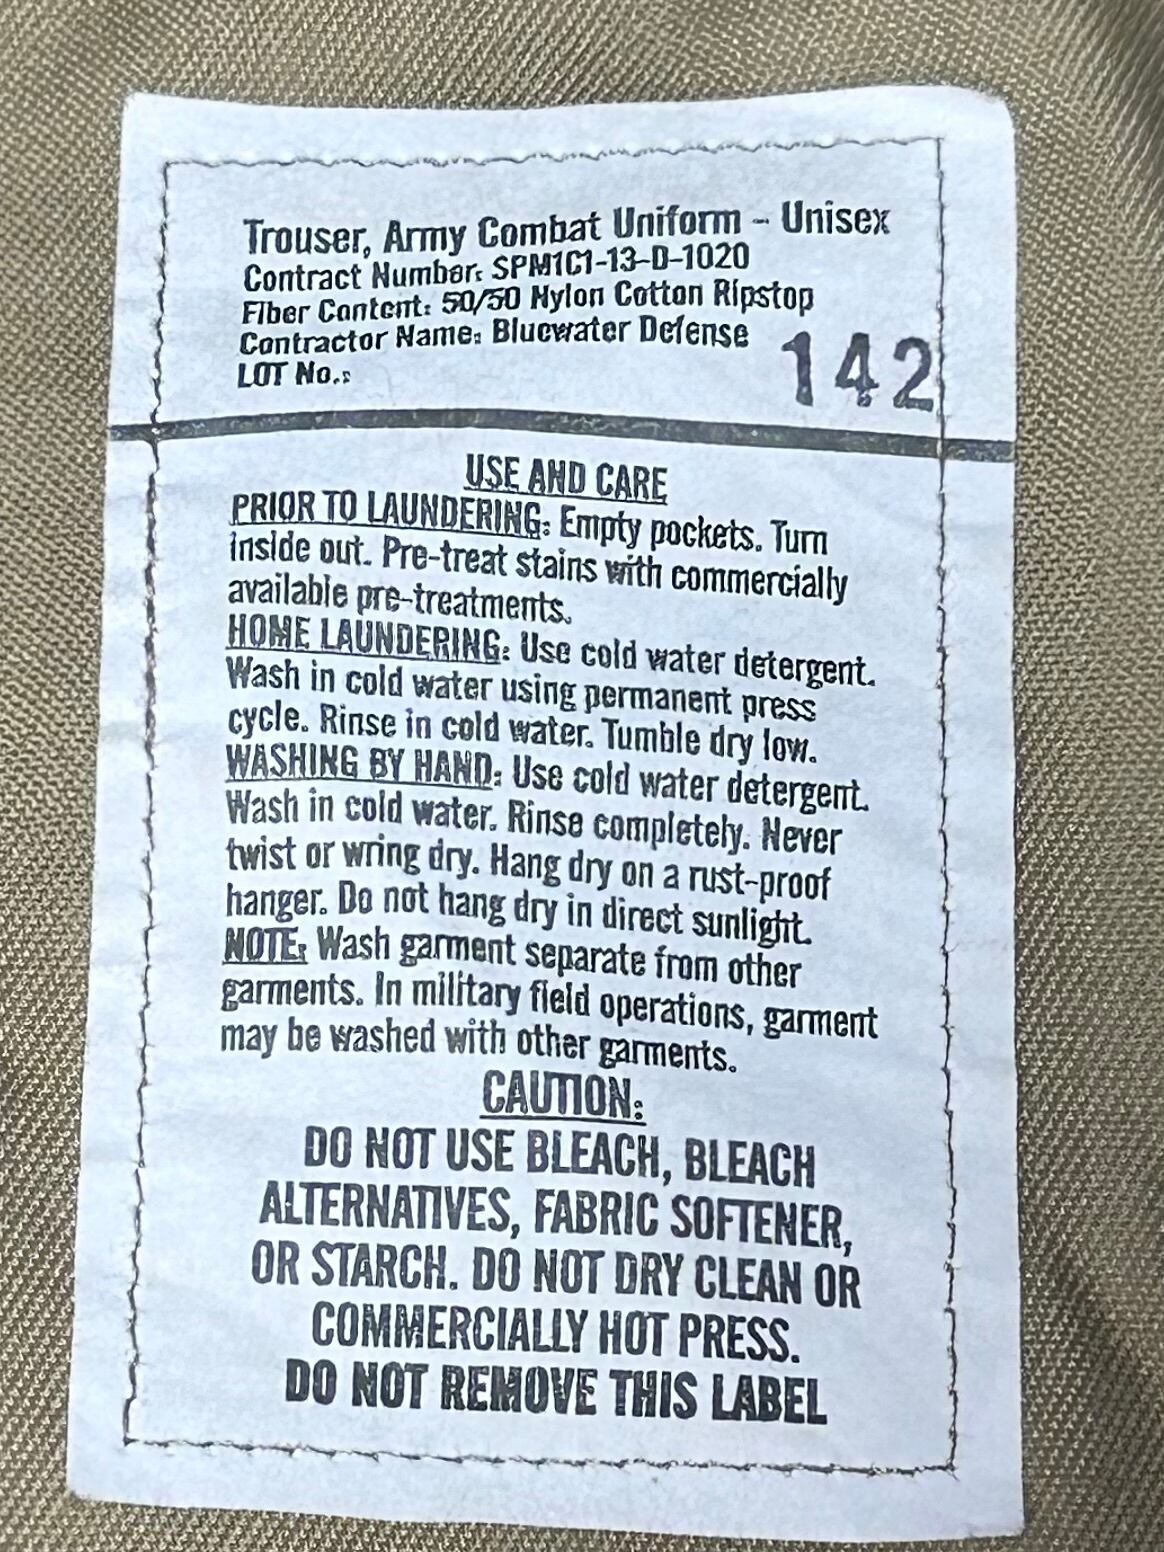 Trouser, Army Combat Uniform - Unisex
Contract Number: SPM1C1-13-D-1020
Fiber Content: 50/50 Nylon Cotton Ripstop
Contractor Name: Bluewater Defense
LOT No.:
142
USE AND CARE
PRIOR TO LAUNDERING: Empty pockets. Turn
inside out. Pre-treat stains with commercially
available pre-treatments.
HOME LAUNDERING: Use cold water detergent.
Wash in cold water using permanent press
cycle. Rinse in cold water. Tumble dry low.
WASHING BY HAND: Use cold water detergent.
Wash in cold water. Rinse completely. Never
twist or wring dry. Hang dry on a rust-proof
hanger. Do not hang dry in direct sunlight.
NOTE: Wash garment separate from other
garments. In military field operations, garment
may be washed with other garments.
CAUTION:
DO NOT USE BLEACH, BLEACH
ALTERNATIVES, FABRIC SOFTENER,
OR STARCH. DO NOT DRY CLEAN OR
COMMERCIALLY HOT PRESS.
DO NOT REMOVE THIS LABEL